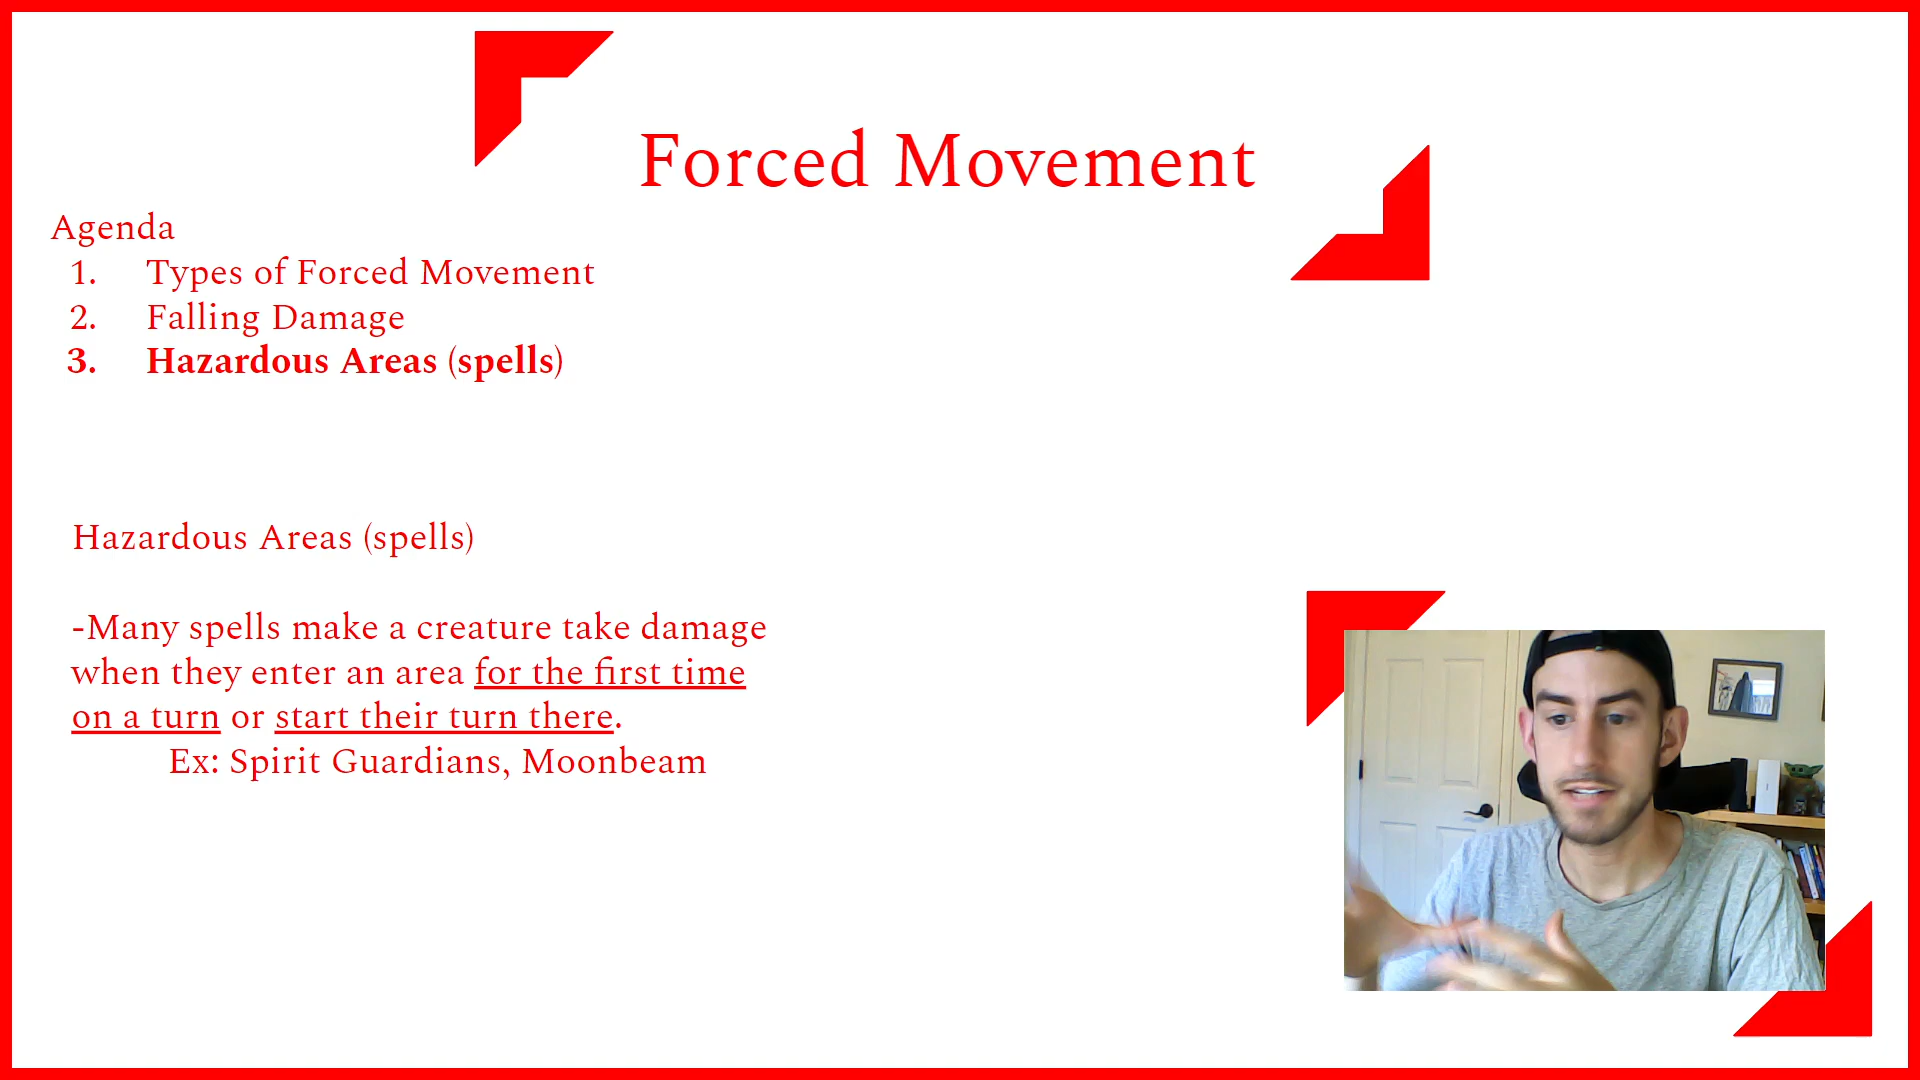 Forced Movement
Agenda
1. Types of Forced Movement
2. Falling Damage
3. Hazardous Areas (spells)
Hazardous Areas (spells)
-Many spells make a creature take damage
when they enter an area for the first time
on a turn or start their turn there.
Ex: Spirit Guardians, Moonbeam